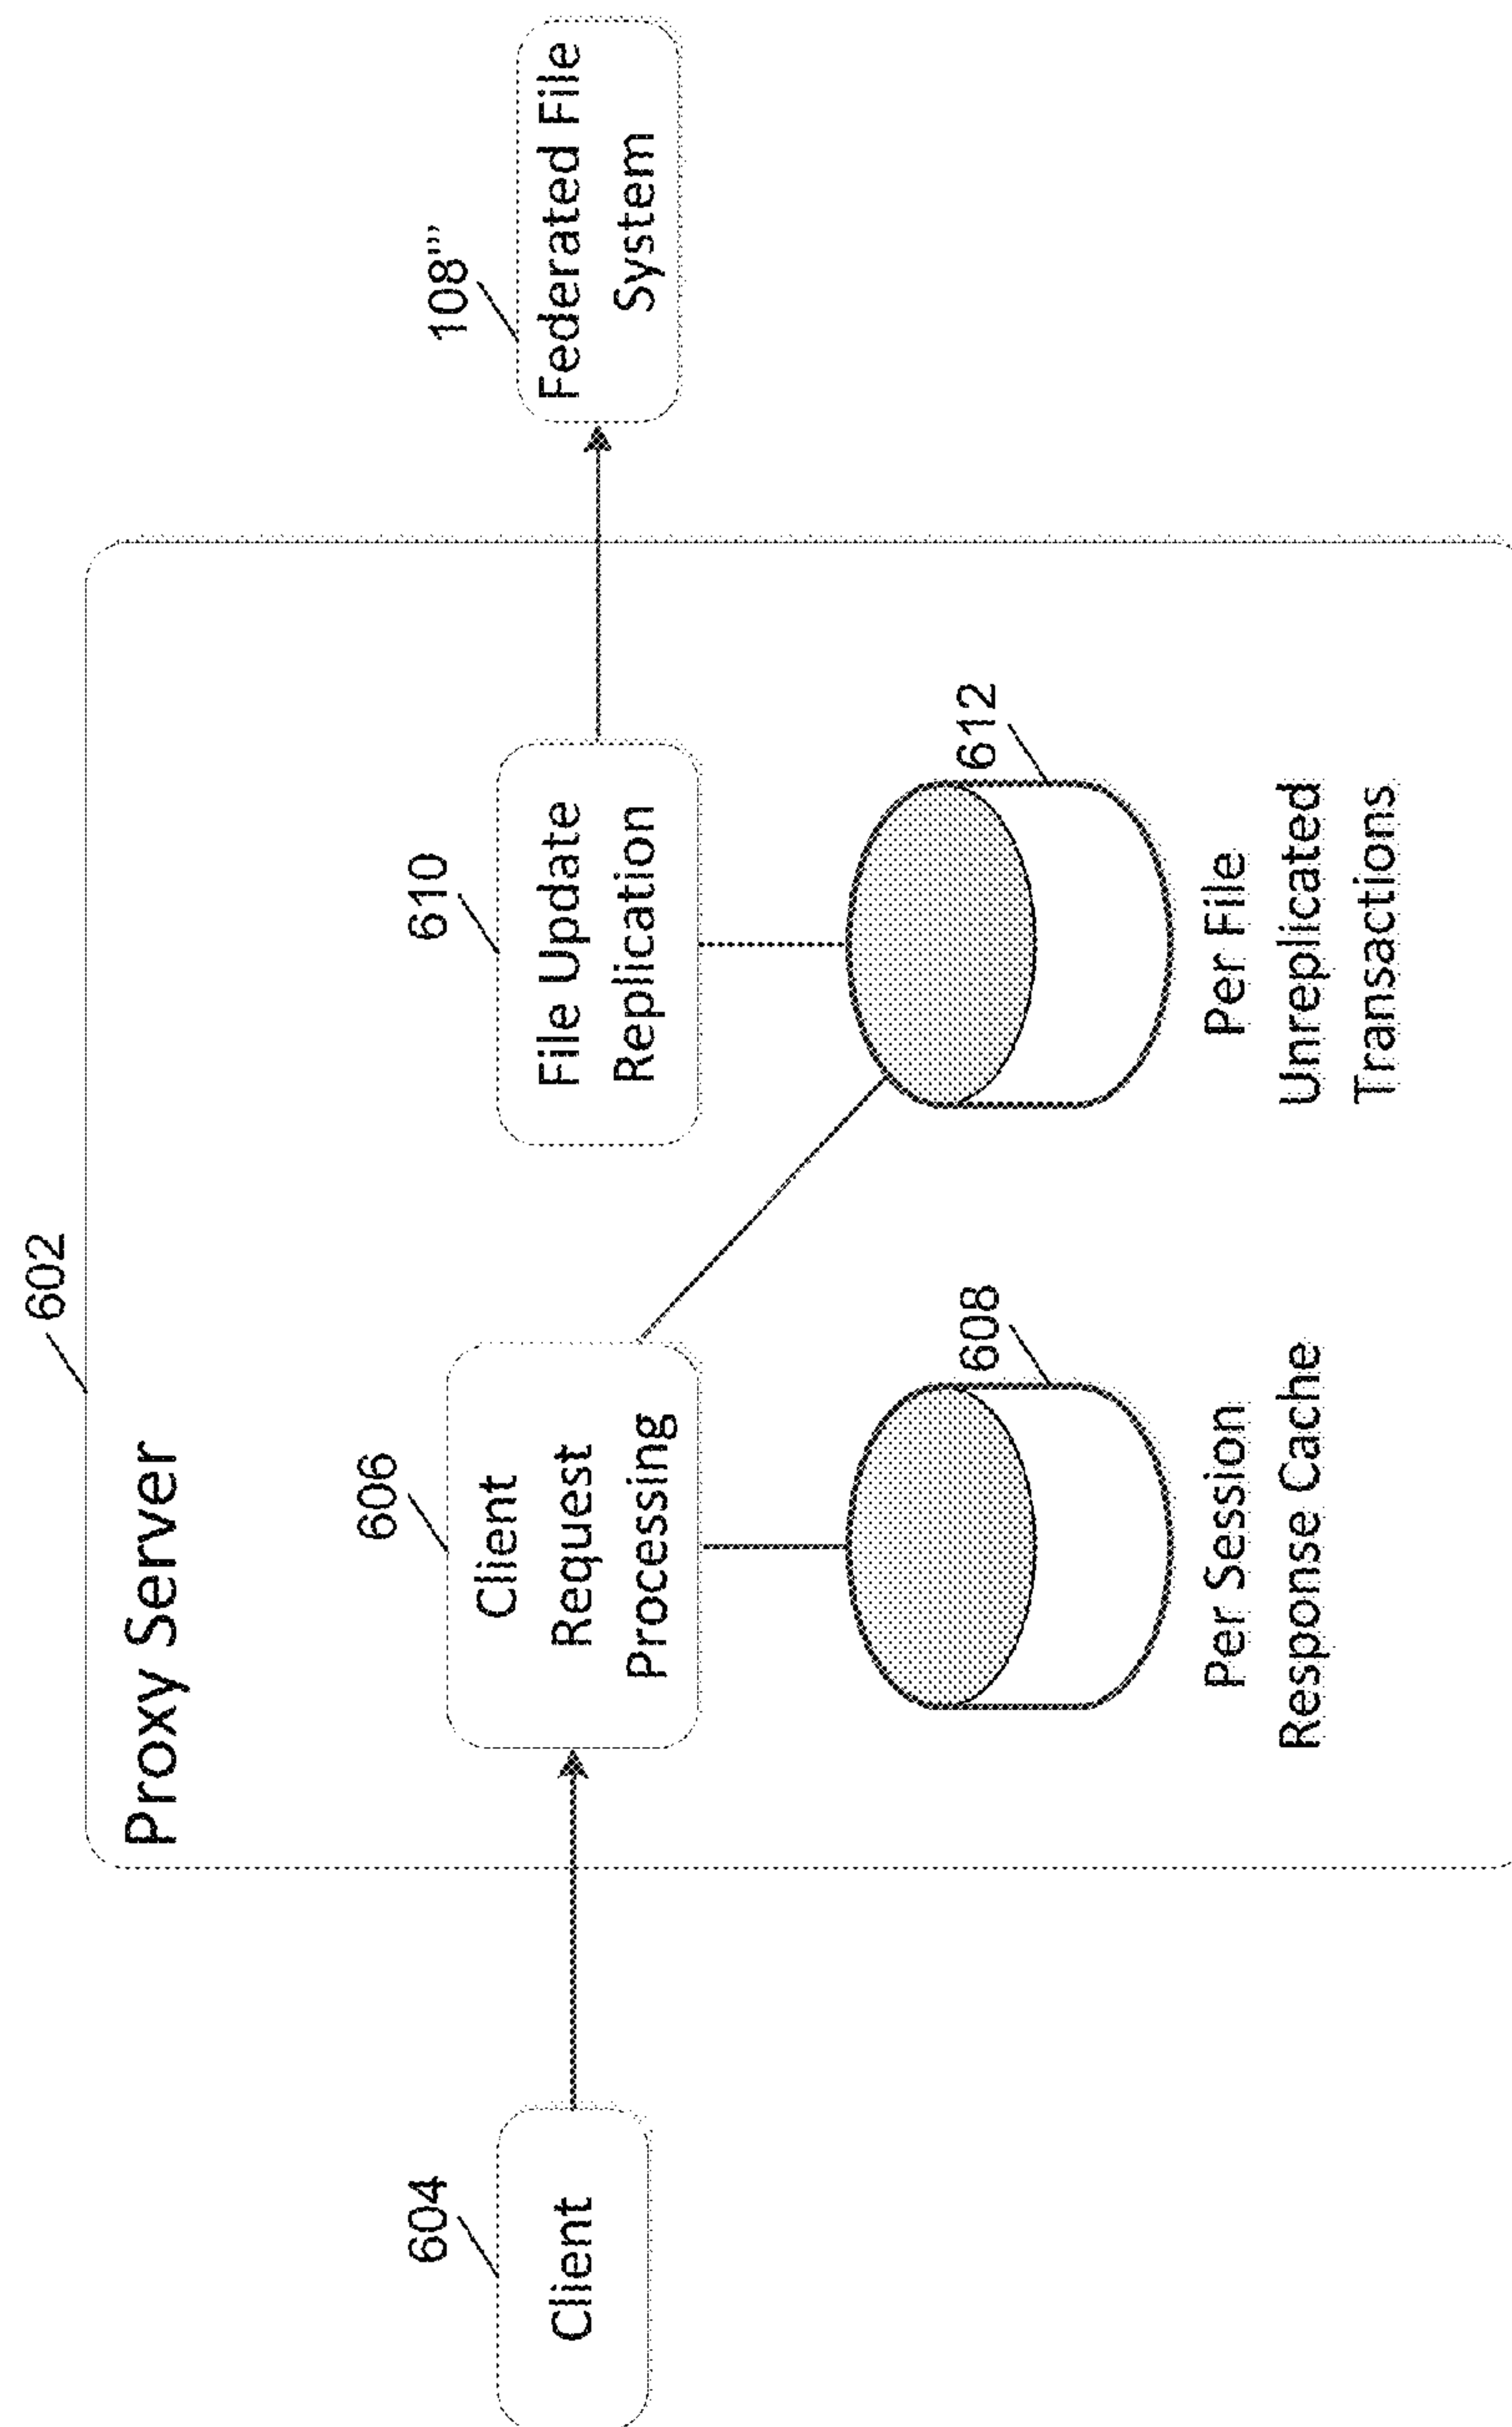 602
Proxy Server
604
Client
606
Client
Request
Processing
608
Per Session
Response Cache
610
File Update
Replication
612
Per File
Unreplicated
Transactions
108'''
Federated File
System